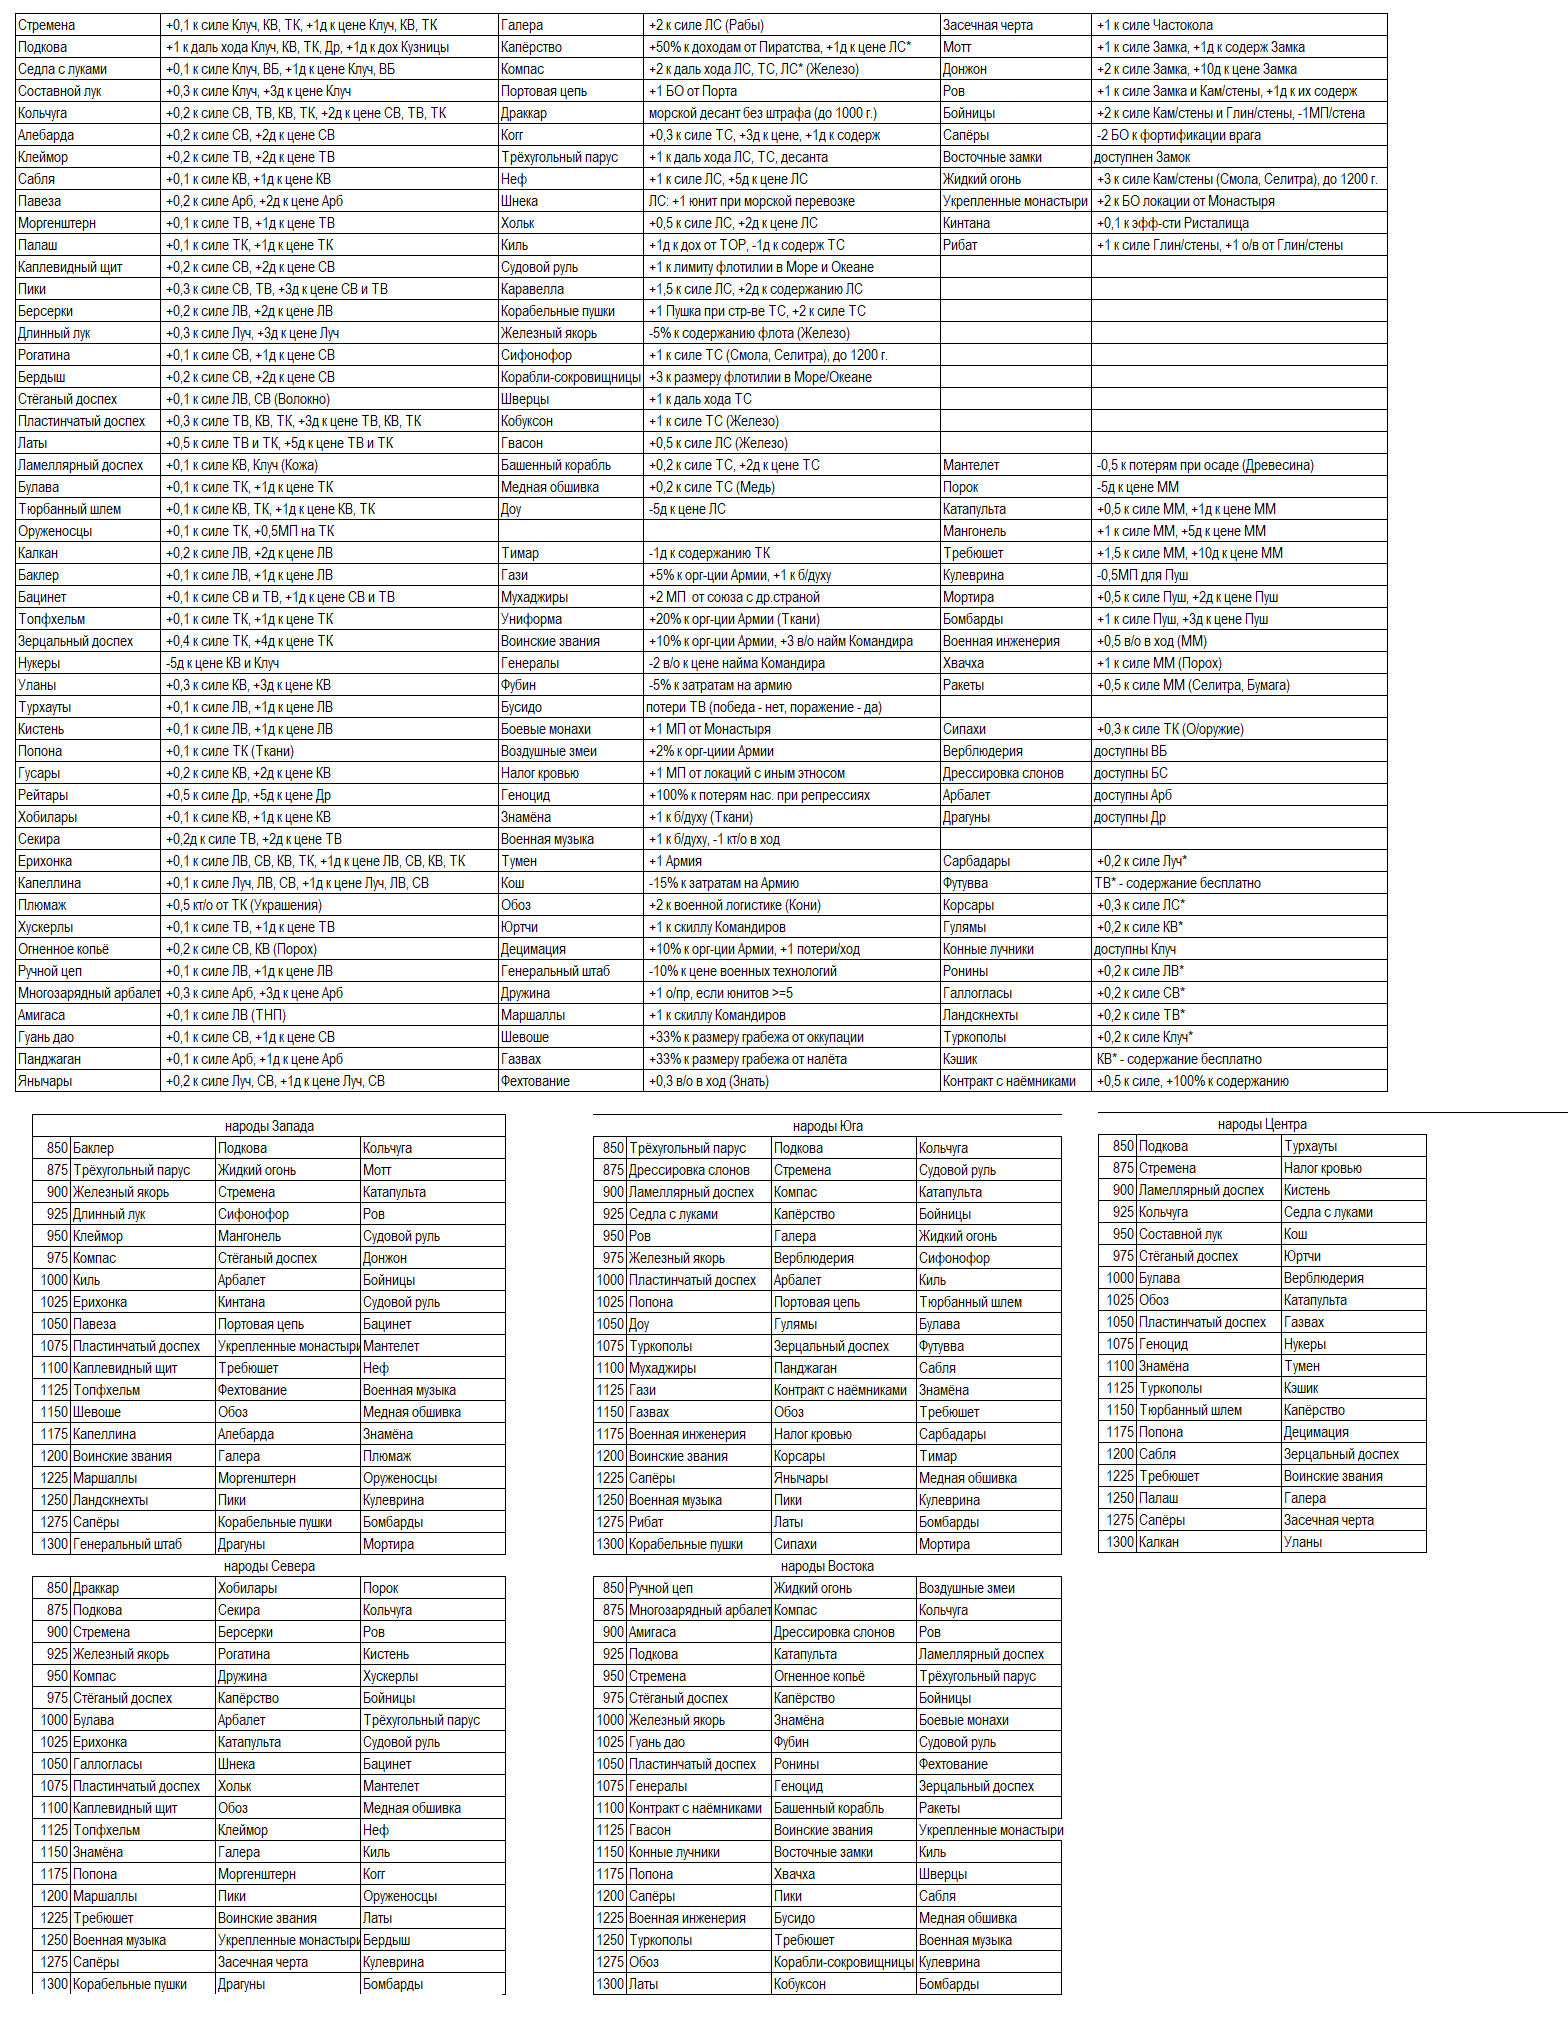 Стремена +0,1 к силе Клуч, КВ, ТК, +1д к цене Клуч, КВ, ТК Галера +2 к силе ЛС (Рабы) Засечная черта +1 к силе Частокола
Подкова +1 к даль хода Клуч, КВ, ТК, Др, +1д к дох Кузницы Капёрство +50% к доходам от Пиратства, +1д к цене ЛС* Мотт +1 к силе Замка, +1д к содерж Замка
Седла с луками +0,1 к силе Клуч, ВБ, +1д к цене Клуч, ВБ Компас +2 к даль хода ЛС, ТС, ЛС* (Железо) Донжон +2 к силе Замка, +10д к цене Замка
Составной лук +0,3 к силе Клуч, +3д к цене Клуч Портовая цепь +1 БО от Порта Ров +1 к силе Замка и Кам/стены, +1д к их содерж
Кольчуга +0,2 к силе СВ, ТВ, КВ, ТК, +2д к цене СВ, ТВ, ТК Драккар морской десант без штрафа (до 1000 г.) Бойницы +2 к силе Кам/стены и Глин/стены, -1МП/стена
Алебарда +0,2 к силе СВ, +2д к цене СВ Когг +0,3 к силе ТС, +3д к цене, +1д к содерж Сапёры -2 БО к фортификации врага
Клеймор +0,2 к силе ТВ, +2д к цене ТВ Трёхугольный парус +1 к даль хода ЛС, ТС, десанта Восточные замки доступнен Замок
Сабля +0,1 к силе КВ, +1д к цене КВ Неф +1 к силе ЛС, +5д к цене ЛС Жидкий огонь +3 к силе Кам/стены (Смола, Селитра), до 1200 г.
Павеза +0,2 к силе Арб, +2д к цене Арб Шнека ЛС: +1 юнит при морской перевозке Укрепленные монастыри +2 к БО локации от Монастыря
Моргенштерн +0,1 к силе ТВ, +1д к цене ТВ Хольк +0,5 к силе ЛС, +2д к цене ЛС Кинтана +0,1 к эфф-сти Ристалища
Палаш +0,1 к силе ТК, +1д к цене ТК Киль +1д к дох от ТОР, -1д к содерж ТС Рибат +1 к силе Глин/стены, +1 о/в от Глин/стены
Каплевидный щит +0,2 к силе СВ, +2д к цене СВ Судовой руль +1 к лимиту флотилии в Море и Океане
Пики +0,3 к силе СВ, ТВ, +3д к цене СВ и ТВ Каравелла +1,5 к силе ЛС, +2д к содержанию ЛС
Берсерки +0,2 к силе ЛВ, +2д к цене ЛВ Корабельные пушки +1 Пушка при стр-ве ТС, +2 к силе ТС
Длинный лук +0,3 к силе Луч, +3д к цене Луч Железный якорь -5% к содержанию флота (Железо)
Рогатина +0,1 к силе СВ, +1д к цене СВ Сифонофор +1 к силе ТС (Смола, Селитра), до 1200 г.
Бердыш +0,2 к силе СВ, +2д к цене СВ Корабли-сокровищницы +3 к размеру флотилии в Море/Океане
Стёганый доспех +0,1 к силе ЛВ, СВ (Волокно) Шверцы +1 к даль хода ТС
Пластинчатый доспех +0,3 к силе ТВ, КВ, ТК, +3д к цене ТВ, КВ, ТК Кобуксон +1 к силе ТС (Железо)
Латы +0,5 к силе ТВ и ТК, +5д к цене ТВ и ТК Гвасон +0,5 к силе ЛС (Железо)
Ламеллярный доспех +0,1 к силе КВ, Клуч (Кожа) Башенный корабль +0,2 к силе ТС, +2д к цене ТС Мантелет -0,5 к потерям при осаде (Древесина)
Булава +0,1 к силе ТК, +1д к цене ТК Медная обшивка +0,2 к силе ТС (Медь) Порок -5д к цене ММ
Тюрбанный шлем +0,1 к силе КВ, ТК, +1д к цене КВ, ТК Доу -5д к цене ЛС Катапульта +0,5 к силе ММ, +1д к цене ММ
Оруженосцы +0,1 к силе ТК, +0,5МП на ТК Мангонель +1 к силе ММ, +5д к цене ММ
Калкан +0,2 к силе ЛВ, +2д к цене ЛВ Тимар -1д к содержанию ТК Требюшет +1,5 к силе ММ, +10д к цене ММ
Баклер +0,1 к силе ЛВ, +1д к цене ЛВ Гази +5% к орг-ции Армии, +1 к б/духу Кулеврина -0,5МП для Пуш
Бацинет +0,1 к силе СВ и ТВ, +1д к цене СВ и ТВ Мухаджиры +2 МП от союза с др.страной Мортира +0,5 к силе Пуш, +2д к цене Пуш
Топфхельм +0,1 к силе ТК, +1д к цене ТК Униформа +20% к орг-ции Армии (Ткани) Бомбарды +1 к силе Пуш, +3д к цене Пуш
Зерцальный доспех +0,4 к силе ТК, +4д к цене ТК Воинские звания +10% к орг-ции Армии, +3 в/о найм Командира Военная инженерия +0,5 в/о в ход (ММ)
Нукеры -5д к цене КВ и Клуч Генералы -2 в/о к цене найма Командира Хвачха +1 к силе ММ (Порох)
Уланы +0,3 к силе КВ, +3д к цене КВ Фубин -5% к затратам на армию Ракеты +0,5 к силе ММ (Селитра, Бумага)
Турхауты +0,1 к силе ЛВ, +1д к цене ЛВ Бусидо потери ТВ (победа - нет, поражение - да)
Кистень +0,1 к силе ЛВ, +1д к цене ЛВ Боевые монахи +1 МП от Монастыря Сипахи +0,3 к силе ТК (О/оружие)
Попона +0,1 к силе ТК (Ткани) Воздушные змеи +2% к орг-циии Армии Верблюдерия доступны ВБ
Гусары +0,2 к силе КВ, +2д к цене КВ Налог кровью +1 МП от локаций с иным этносом Дрессировка слонов доступны БС
Рейтары +0,5 к силе Др, +5д к цене Др Геноцид +100% к потерям нас. при репрессиях Арбалет доступны Арб
Хобилары +0,1 к силе КВ, +1д к цене КВ Знамёна +1 к б/духу (Ткани) Драгуны доступны Др
Секира +0,2д к силе ТВ, +2д к цене ТВ Военная музыка +1 к б/духу, -1 кт/о в ход
Ерихонка +0,1 к силе ЛВ, СВ, КВ, ТК, +1д к цене ЛВ, СВ, КВ, ТК Тумен +1 Армия Сарбадары +0,2 к силе Луч*
Капеллина +0,1 к силе Луч, ЛВ, СВ, +1д к цене Луч, ЛВ, СВ Кош -15% к затратам на Армию Футувва ТВ* - содержание бесплатно
Плюмаж +0,5 кт/о от ТК (Украшения) Обоз +2 к военной логистике (Кони) Корсары +0,3 к силе ЛС*
Хускерлы +0,1 к силе ТВ, +1д к цене ТВ Юртчи +1 к скиллу Командиров Гулямы +0,2 к силе КВ*
Огненное копьё +0,2 к силе СВ, КВ (Порох) Децимация +10% к орг-ции Армии, +1 потери/ход Конные лучники доступны Клуч
Ручной цеп +0,1 к силе ЛВ, +1д к цене ЛВ Генеральный штаб -10% к цене военных технологий Ронины +0,2 к силе ЛВ*
Многозарядный арбалет +0,3 к силе Арб, +3д к цене Арб Дружина +1 о/пр, если юнитов >=5 Галлогласы +0,2 к силе СВ*
Амигаса +0,1 к силе ЛВ (ТНП) Маршаллы +1 к скиллу Командиров Ландскнехты +0,2 к силе ТВ*
Гуань дао +0,1 к силе СВ, +1д к цене СВ Шевоше +33% к размеру грабежа от оккупации Туркополы +0,2 к силе Клуч*
Панджаган +0,1 к силе Арб, +1д к цене Арб Газвах +33% к размеру грабежа от налёта Кэшик КВ* - содержание бесплатно
Янычары +0,2 к силе Луч, СВ, +1д к цене Луч, СВ Фехтование +0,3 в/о в ход (Знать) Контракт с наёмниками +0,5 к силе, +100% к содержанию
народы Запада
850 Баклер Подкова Кольчуга
875 Трёхугольный парус Жидкий огонь Мотт
900 Железный якорь Стремена Катапульта
925 Длинный лук Сифонофор Ров
950 Клеймор Мангонель Судовой руль
975 Компас Стёганый доспех Донжон
1000 Киль Арбалет Бойницы
1025 Ерихонка Кинтана Судовой руль
1050 Павеза Портовая цепь Бацинет
1075 Пластинчатый доспех Укрепленные монастыри Мантелет
1100 Каплевидный щит Требюшет Неф
1125 Топфхельм Фехтование Военная музыка
1150 Шевоше Обоз Медная обшивка
1175 Капеллина Алебарда Знамёна
1200 Воинские звания Галера Плюмаж
1225 Маршаллы Моргенштерн Оруженосцы
1250 Ландскнехты Пики Кулеврина
1275 Сапёры Корабельные пушки Бомбарды
1300 Генеральный штаб Драгуны Мортира
народы Юга
850 Трёхугольный парус Подкова Кольчуга
875 Дрессировка слонов Стремена Судовой руль
900 Ламеллярный доспех Компас Катапульта
925 Седла с луками Капёрство Бойницы
950 Ров Галера Жидкий огонь
975 Железный якорь Верблюдерия Сифонофор
1000 Пластинчатый доспех Арбалет Киль
1025 Попона Портовая цепь Тюрбанный шлем
1050 Доу Гулямы Булава
1075 Туркополы Зерцальный доспех Футувва
1100 Мухаджиры Панджаган Сабля
1125 Гази Контракт с наёмниками Знамёна
1150 Газвах Обоз Требюшет
1175 Военная инженерия Налог кровью Сарбадары
1200 Воинские звания Корсары Тимар
1225 Сапёры Янычары Медная обшивка
1250 Военная музыка Пики Кулеврина
1275 Рибат Латы Бомбарды
1300 Корабельные пушки Сипахи Мортира
народы Центра
850 Подкова Турхауты
875 Стремена Налог кровью
900 Ламеллярный доспех Кистень
925 Кольчуга Седла с луками
950 Составной лук Кош
975 Стёганый доспех Юртчи
1000 Булава Верблюдерия
1025 Обоз Катапульта
1050 Пластинчатый доспех Газвах
1075 Геноцид Нукеры
1100 Знамёна Тумен
1125 Туркополы Кэшик
1150 Тюрбанный шлем Капёрство
1175 Попона Децимация
1200 Сабля Зерцальный доспех
1225 Требюшет Воинские звания
1250 Палаш Галера
1275 Сапёры Засечная черта
1300 Калкан Уланы
народы Севера
850 Драккар Хобилары Порок
875 Подкова Секира Кольчуга
900 Стремена Берсерки Ров
925 Железный якорь Рогатина Кистень
950 Компас Дружина Хускерлы
975 Стёганый доспех Капёрство Бойницы
1000 Булава Арбалет Трёхугольный парус
1025 Ерихонка Катапульта Судовой руль
1050 Галлогласы Шнека Бацинет
1075 Пластинчатый доспех Хольк Мантелет
1100 Каплевидный щит Обоз Медная обшивка
1125 Топфхельм Клеймор Неф
1150 Знамёна Галера Киль
1175 Попона Моргенштерн Когг
1200 Маршаллы Пики Оруженосцы
1225 Требюшет Воинские звания Латы
1250 Военная музыка Укрепленные монастыри Бердыш
1275 Сапёры Засечная черта Кулеврина
1300 Корабельные пушки Драгуны Бомбарды
народы Востока
850 Ручной цеп Жидкий огонь Воздушные змеи
875 Многозарядный арбалет Компас Кольчуга
900 Амигаса Дрессировка слонов Ров
925 Подкова Катапульта Ламеллярный доспех
950 Стремена Огненное копьё Трёхугольный парус
975 Стёганый доспех Капёрство Бойницы
1000 Железный якорь Знамёна Боевые монахи
1025 Гуань дао Фубин Судовой руль
1050 Пластинчатый доспех Ронины Фехтование
1075 Генералы Геноцид Зерцальный доспех
1100 Контракт с наёмниками Башенный корабль Ракеты
1125 Гвасон Воинские звания Укрепленные монастыри
1150 Конные лучники Восточные замки Киль
1175 Попона Хвачха Шверцы
1200 Сапёры Пики Сабля
1225 Военная инженерия Бусидо Медная обшивка
1250 Туркополы Требюшет Военная музыка
1275 Обоз Корабли-сокровищницы Кулеврина
1300 Латы Кобуксон Бомбарды